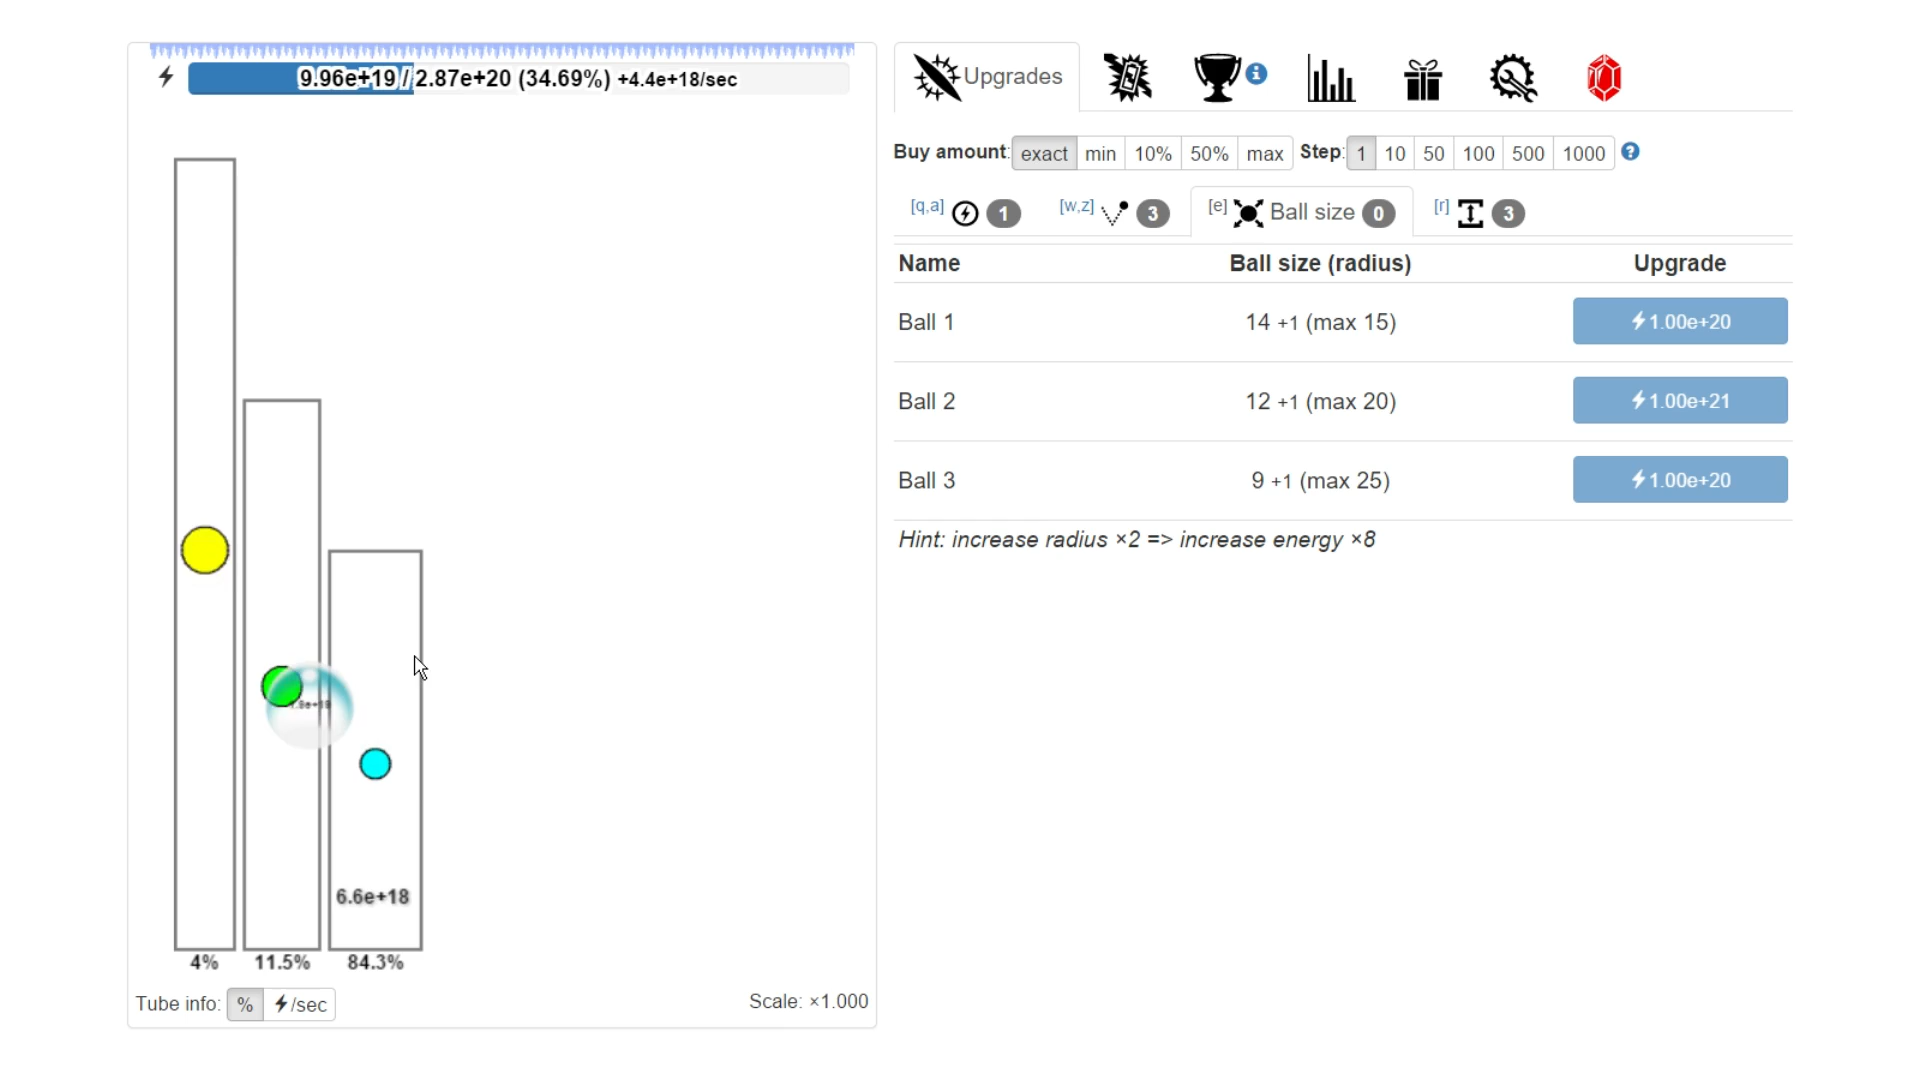 9.96e+19 / 2.87e+20 (34.69%) +4.4e+18/sec
Upgrades
Buy amount: exact min 10% 50% max Step: 1 10 50 100 500 1000
[q,a] 1 [w,z] 3 [e] Ball size 0 [r] 3
Name Ball size (radius) Upgrade
Ball 1 14 +1 (max 15) 1.00e+20
Ball 2 12 +1 (max 20) 1.00e+21
Ball 3 9 +1 (max 25) 1.00e+20
Hint: increase radius ×2 => increase energy ×8
6.6e+18
4% 11.5% 84.3%
Tube info: % /sec
Scale: ×1.000